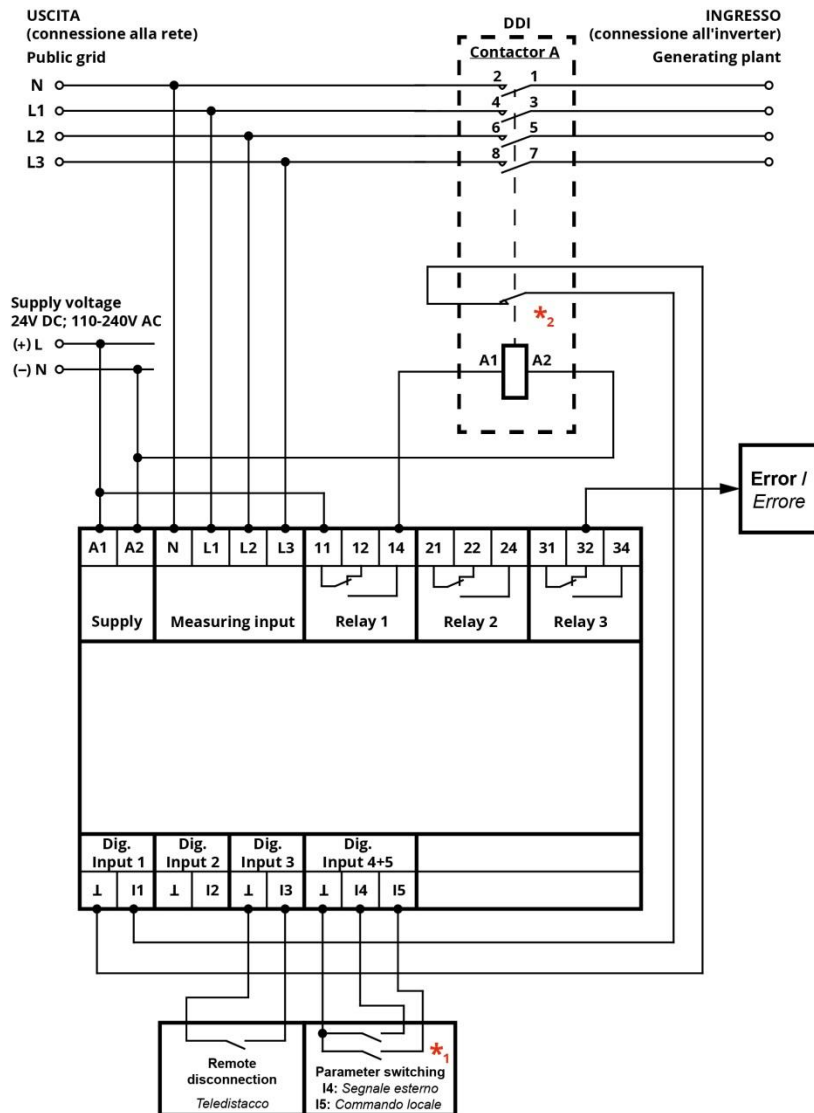 USCITA
(connessione alla rete)
Public grid
DDI
Contactor A
INGRESSO
(connessione all'inverter)
Generating plant
N
2 1
L1
4 3
L2
6 5
L3
8 7
Supply voltage
24V DC; 110-240V AC
(+) L
(−) N
*2
A1 A2
Error /
Errore
A1 A2 N L1 L2 L3 11 12 14 21 22 24 31 32 34
Supply Measuring input Relay 1 Relay 2 Relay 3
Dig. Input 1
Dig. Input 2
Dig. Input 3
Dig. Input 4+5
⊥ I1 ⊥ I2 ⊥ I3 ⊥ I4 I5
Remote
disconnection
Teledistacco
*1
Parameter switching
I4: Segnale esterno
I5: Commando locale